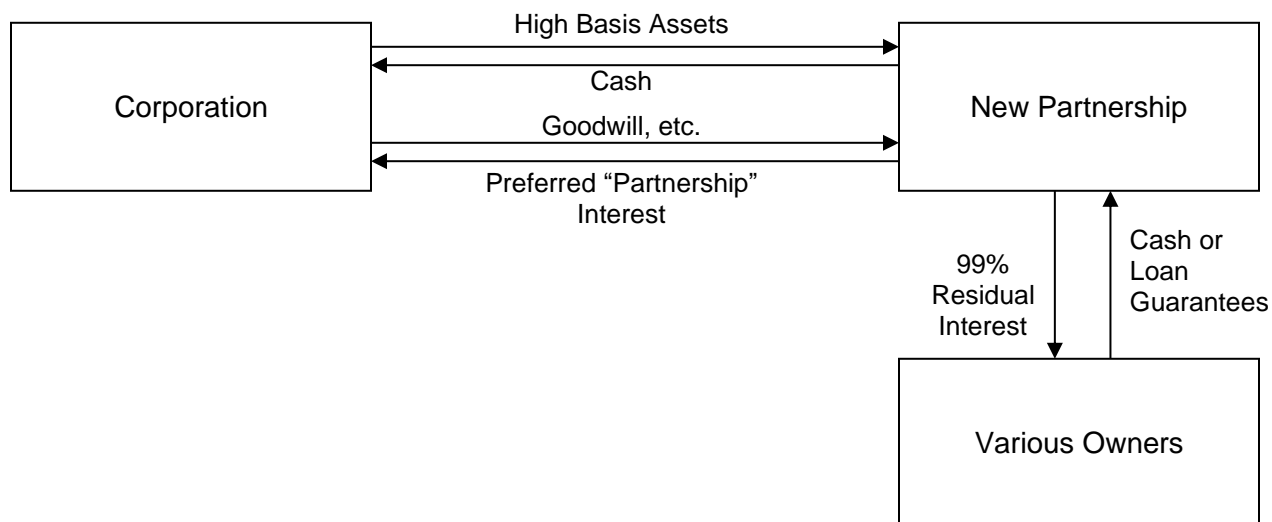 High Basis Assets
Corporation
New Partnership
Cash
Goodwill, etc.
Preferred “Partnership”
Interest
99%
Residual
Interest
Cash or
Loan
Guarantees
Various Owners